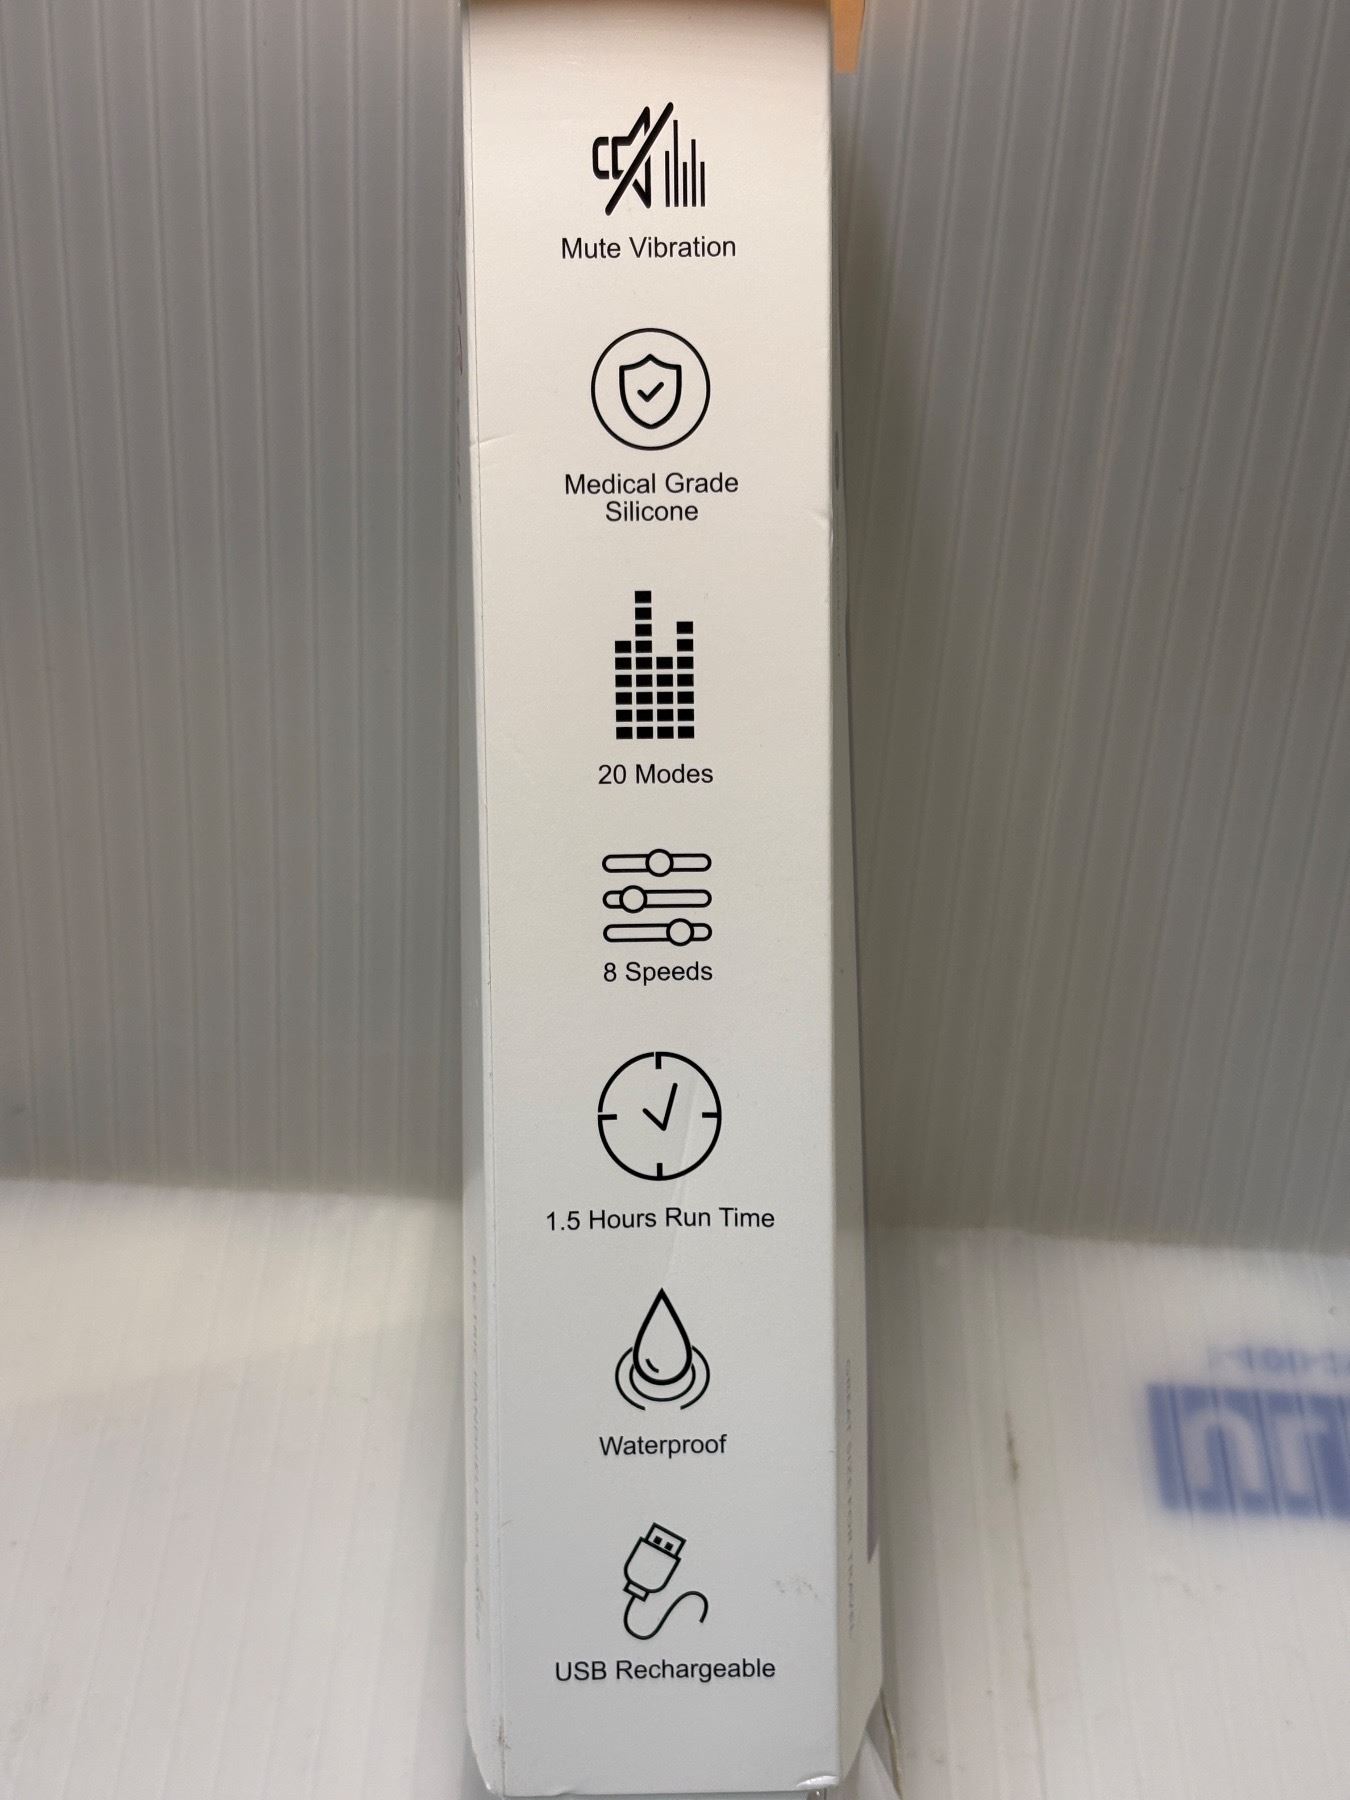 Mute Vibration
Medical Grade
Silicone
20 Modes
8 Speeds
1.5 Hours Run Time
Waterproof
USB Rechargeable